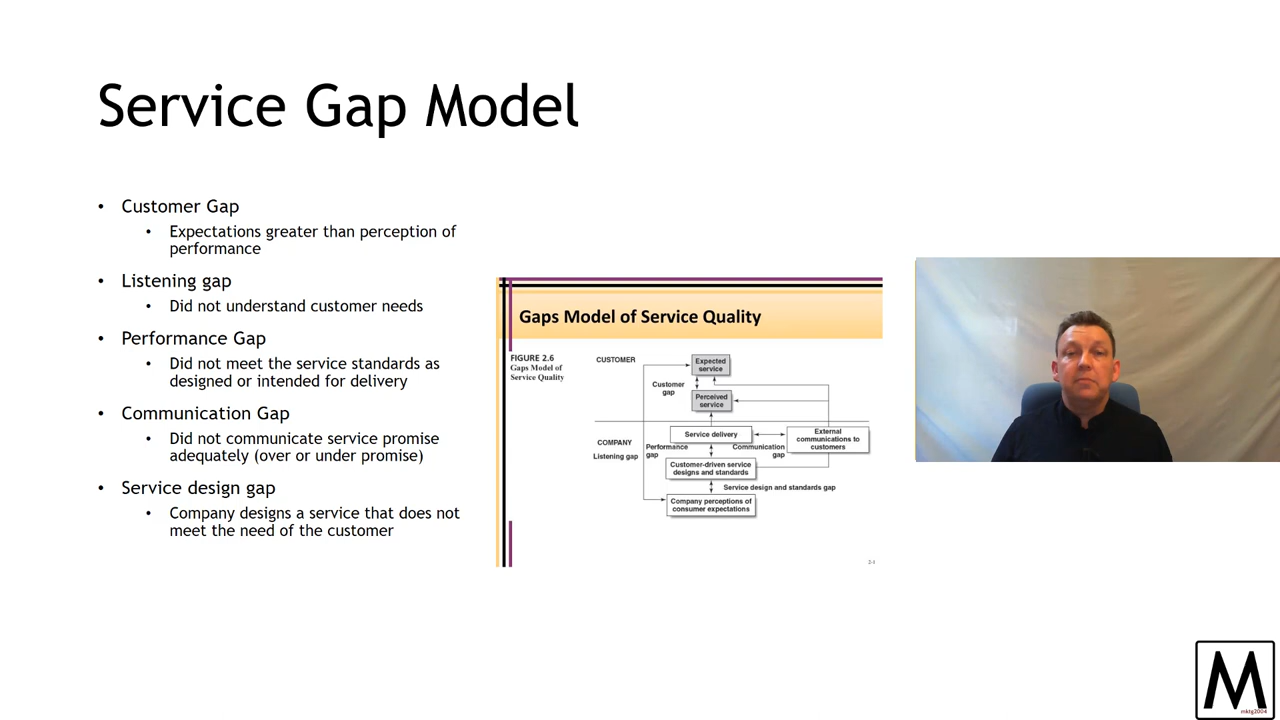 Service Gap Model
• Customer Gap
• Expectations greater than perception of
performance
• Listening gap
• Did not understand customer needs
• Performance Gap
• Did not meet the service standards as
designed or intended for delivery
• Communication Gap
• Did not communicate service promise
adequately (over or under promise)
• Service design gap
• Company designs a service that does not
meet the need of the customer
Gaps Model of Service Quality
FIGURE 2.6
Gaps Model of
Service Quality
CUSTOMER
Expected
service
Customer
gap
Perceived
service
COMPANY
Listening gap
Service delivery
Performance
gap
Communication
gap
External
communications to
customers
Customer-driven service
designs and standards
Service design and standards gap
Company perceptions of
consumer expectations
2-1
M
mktg2004